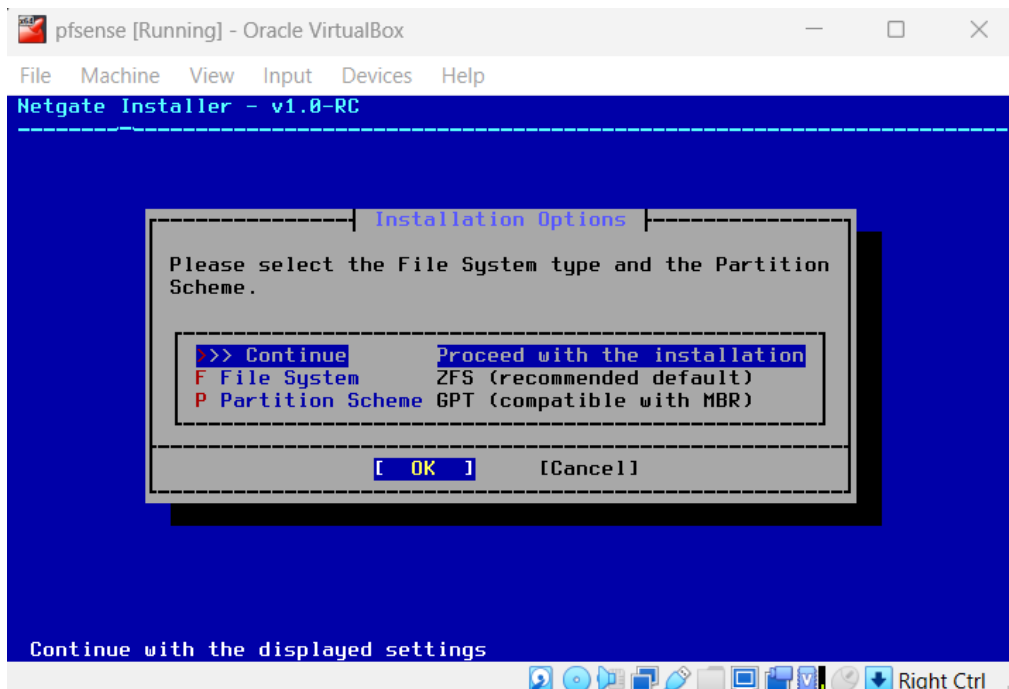 pfsense [Running] - Oracle VirtualBox
File Machine View Input Devices Help
Netgate Installer - v1.0-RC
Installation Options
Please select the File System type and the Partition
Scheme.
>>> Continue Proceed with the installation
F File System ZFS (recommended default)
P Partition Scheme GPT (compatible with MBR)
[ OK ] [Cancel]
Continue with the displayed settings
Right Ctrl